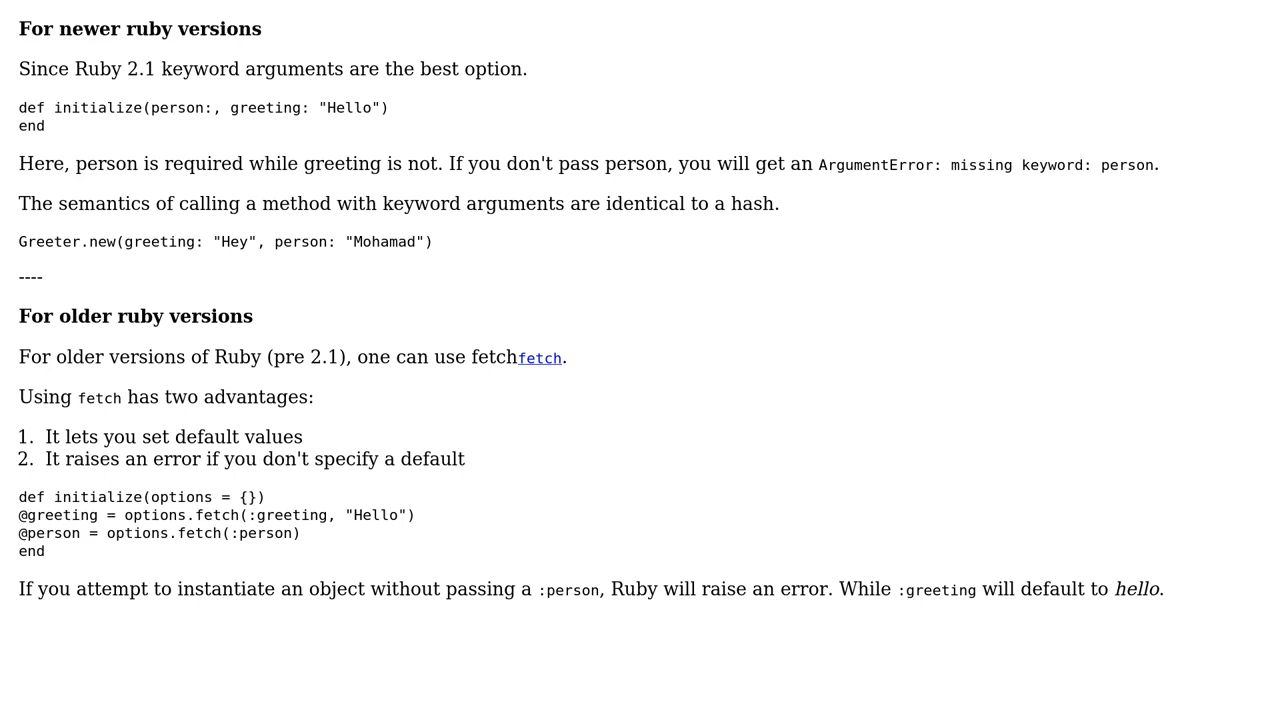 For newer ruby versions
Since Ruby 2.1 keyword arguments are the best option.
def initialize(person:, greeting: "Hello")
end
Here, person is required while greeting is not. If you don't pass person, you will get an ArgumentError: missing keyword: person.
The semantics of calling a method with keyword arguments are identical to a hash.
Greeter.new(greeting: "Hey", person: "Mohamad")
----
For older ruby versions
For older versions of Ruby (pre 2.1), one can use fetchfetch.
Using fetch has two advantages:
1. It lets you set default values
2. It raises an error if you don't specify a default
def initialize(options = {})
@greeting = options.fetch(:greeting, "Hello")
@person = options.fetch(:person)
end
If you attempt to instantiate an object without passing a :person, Ruby will raise an error. While :greeting will default to hello.